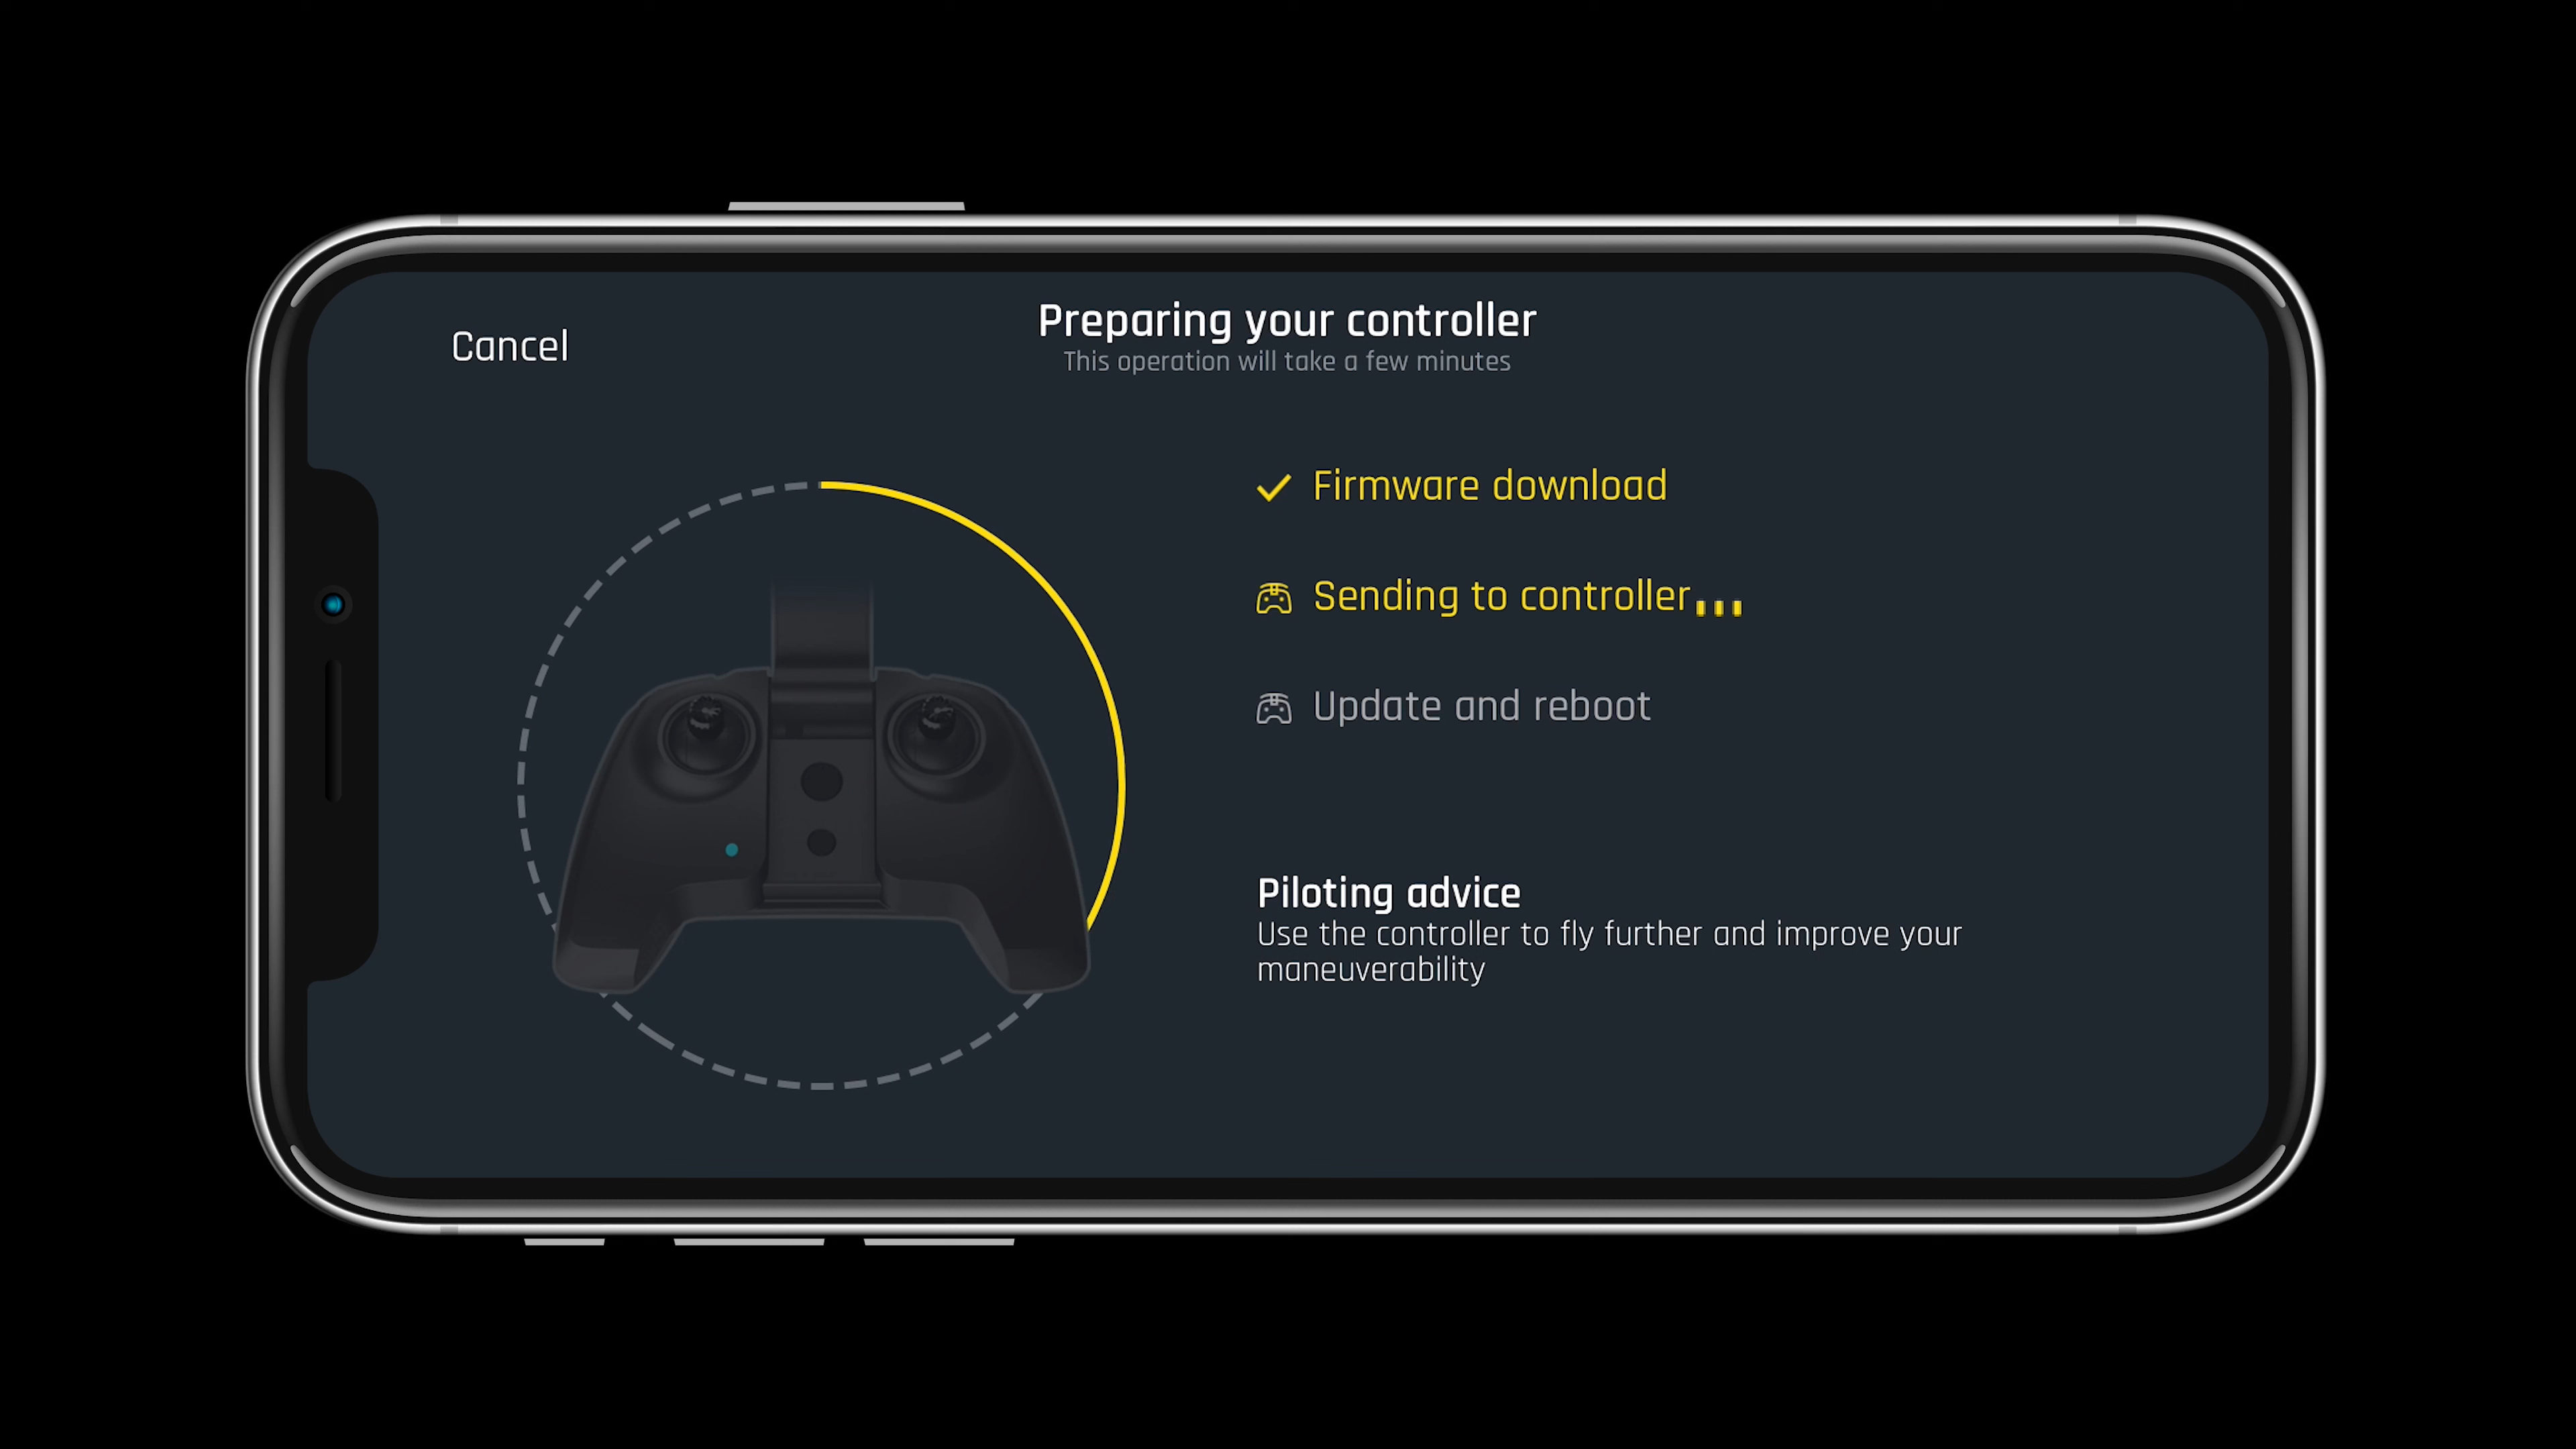 Cancel
Preparing your controller
This operation will take a few minutes
Firmware download
Sending to controller...
Update and reboot
Piloting advice
Use the controller to fly further and improve your
maneuverability